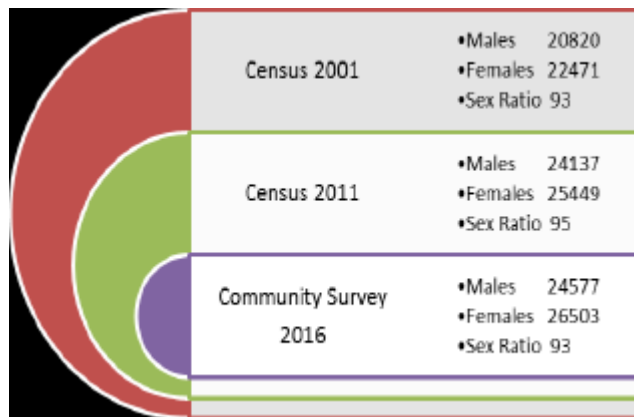 Census 2001
•Males 20820
•Females 22471
•Sex Ratio 93
Census 2011
•Males 24137
•Females 25449
•Sex Ratio 95
Community Survey
2016
•Males 24577
•Females 26503
•Sex Ratio 93